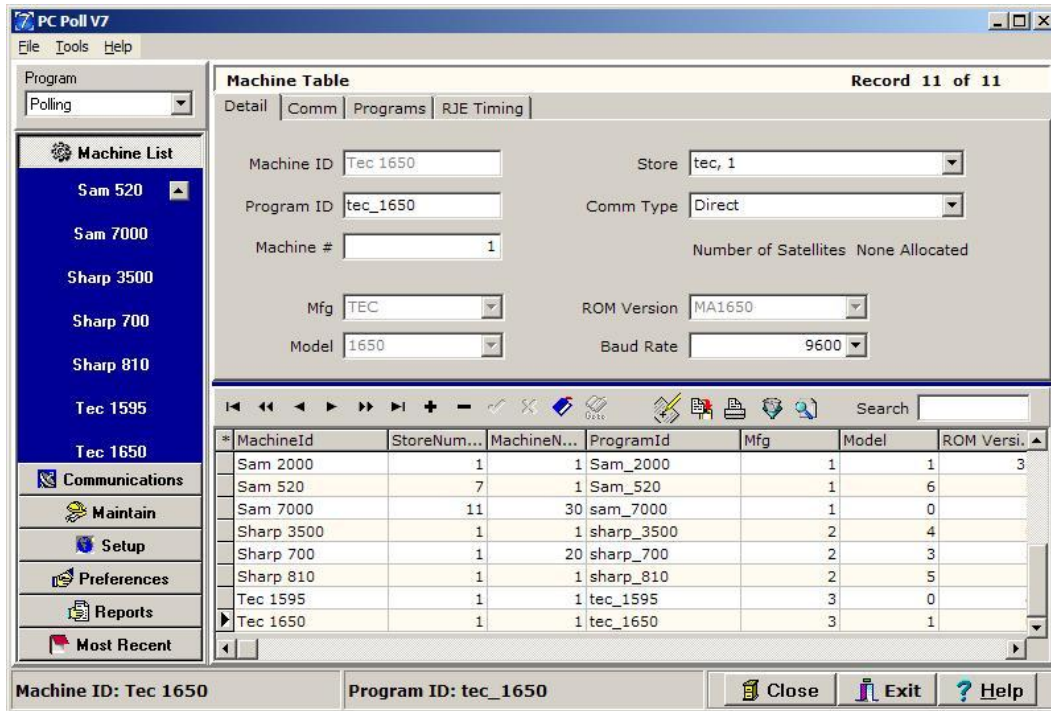 PC Poll V7
File Tools Help
Program
Polling
Machine List
Sam 520
Sam 7000
Sharp 3500
Sharp 700
Sharp 810
Tec 1595
Tec 1650
Communications
Maintain
Setup
Preferences
Reports
Most Recent
Machine Table Record 11 of 11
Detail Comm Programs RJE Timing
Machine ID Tec 1650 Store tec, 1
Program ID tec_1650 Comm Type Direct
Machine # 1 Number of Satellites None Allocated
Mfg TEC ROM Version MA1650
Model 1650 Baud Rate 9600
Search
* MachineId StoreNum... MachineN... ProgramId Mfg Model ROM Versi.
Sam 2000 1 1 Sam_2000 1 1 3
Sam 520 7 1 Sam_520 1 6
Sam 7000 11 30 sam_7000 1 0
Sharp 3500 1 1 sharp_3500 2 4
Sharp 700 1 20 sharp_700 2 3
Sharp 810 1 1 sharp_810 2 5
Tec 1595 1 1 tec_1595 3 0
Tec 1650 1 1 tec_1650 3 1
Machine ID: Tec 1650 Program ID: tec_1650 Close Exit ? Help